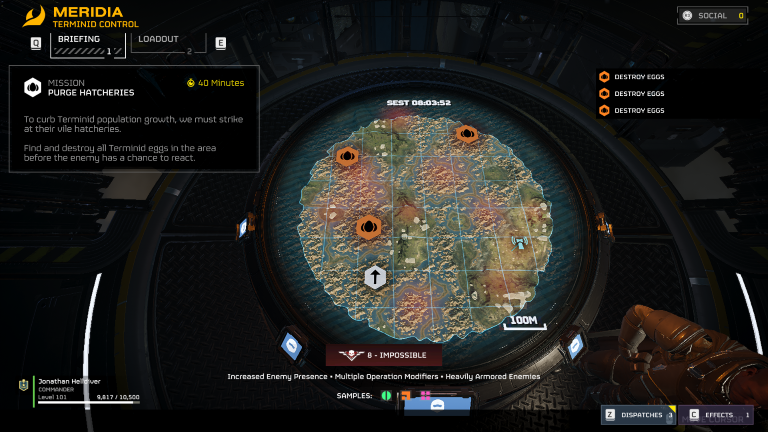 MERIDIA
TERMINID CONTROL
SOCIAL 0
Q
BRIEFING
1
LOADOUT
2
E
MISSION
PURGE HATCHERIES
40 Minutes
To curb Terminid population growth, we must strike
at their vile hatcheries.
Find and destroy all Terminid eggs in the area
before the enemy has a chance to react.
DESTROY EGGS
DESTROY EGGS
DESTROY EGGS
SEST 08:03:52
100M
8 - IMPOSSIBLE
Increased Enemy Presence • Multiple Operation Modifiers • Heavily Armored Enemies
SAMPLES:
Jonathan Helldiver
COMMANDER
Level 101
9,817 / 10,500
Z DISPATCHES 3
C EFFECTS 1
CURSOR